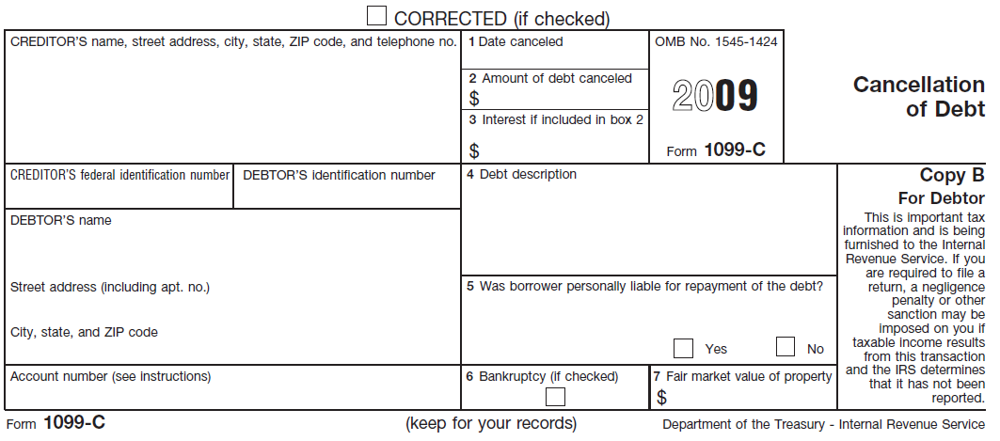 CORRECTED (if checked)
CREDITOR'S name, street address, city, state, ZIP code, and telephone no.
1 Date canceled
OMB No. 1545-1424
2 Amount of debt canceled
$
2009
Cancellation
of Debt
3 Interest if included in box 2
$
Form 1099-C
CREDITOR'S federal identification number
DEBTOR'S identification number
4 Debt description
Copy B
For Debtor
This is important tax
information and is being
furnished to the Internal
Revenue Service. If you
are required to file a
return, a negligence
penalty or other
sanction may be
imposed on you if
taxable income results
from this transaction
and the IRS determines
that it has not been
reported.
DEBTOR'S name
Street address (including apt. no.)
5 Was borrower personally liable for repayment of the debt?
City, state, and ZIP code
Yes
No
Account number (see instructions)
6 Bankruptcy (if checked)
7 Fair market value of property
$
Form 1099-C
(keep for your records)
Department of the Treasury - Internal Revenue Service